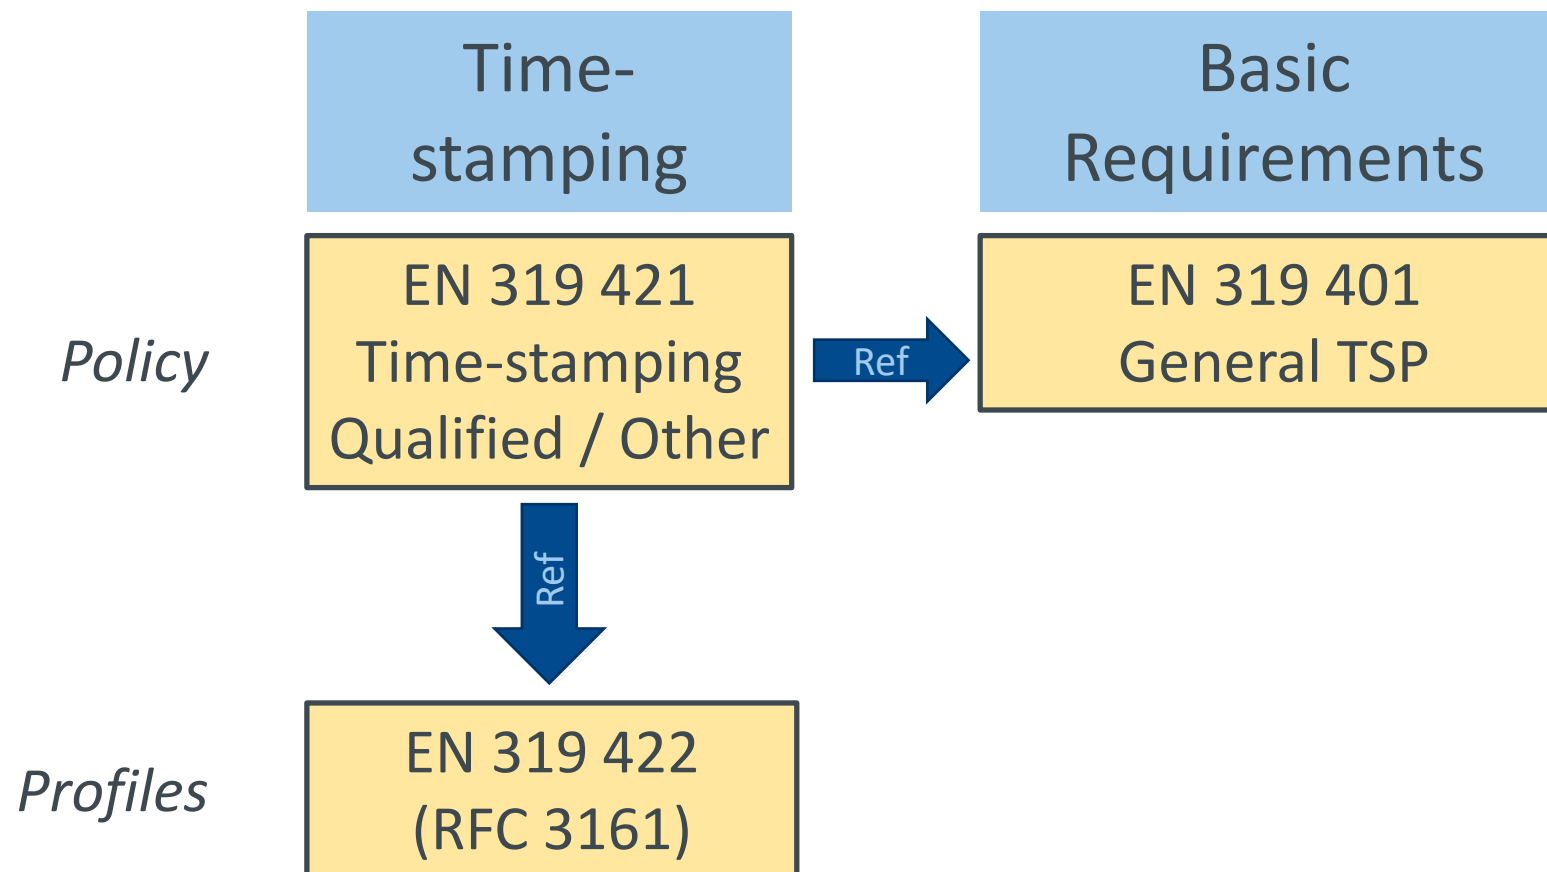 Time-
stamping
Basic
Requirements
Policy
EN 319 421
Time-stamping
Qualified / Other
Ref
EN 319 401
General TSP
Ref
Profiles
EN 319 422
(RFC 3161)